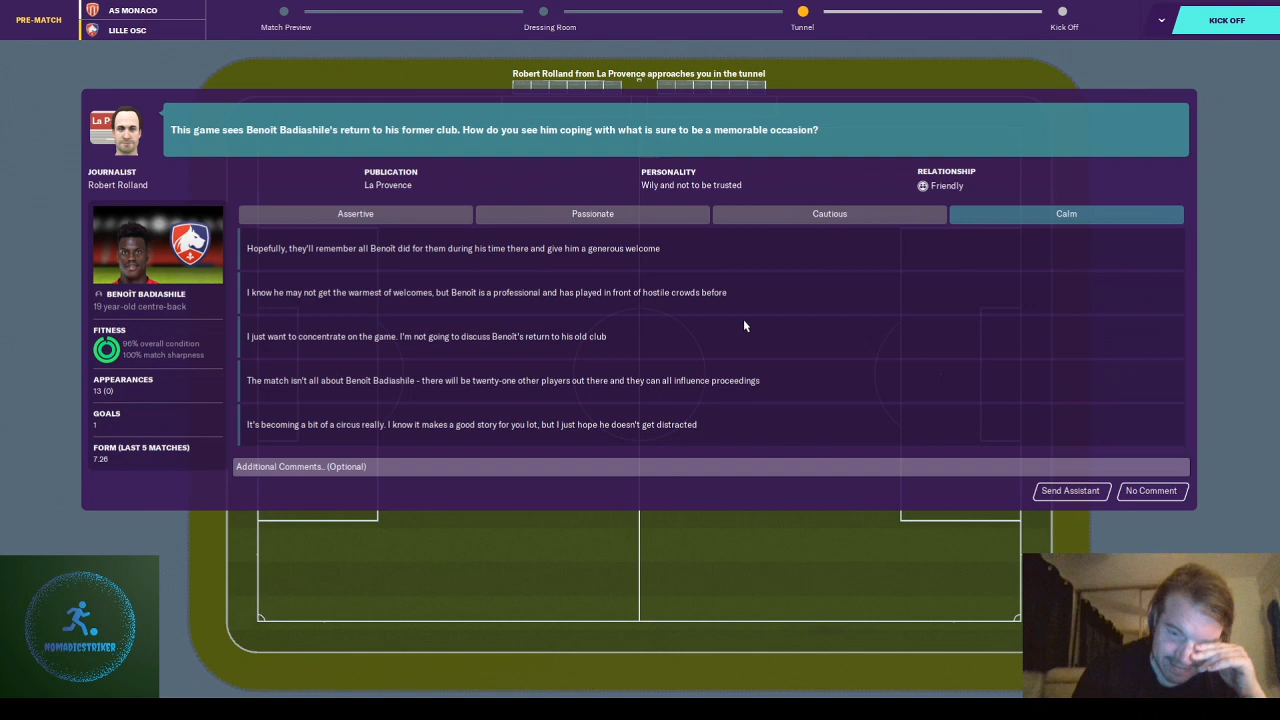 PRE-MATCH
AS MONACO
LILLE OSC
Match Preview
Dressing Room
Tunnel
Kick Off
KICK OFF
Robert Rolland from La Provence approaches you in the tunnel
La P
This game sees Benoît Badiashile's return to his former club. How do you see him coping with what is sure to be a memorable occasion?
JOURNALIST
Robert Rolland
PUBLICATION
La Provence
PERSONALITY
Wily and not to be trusted
RELATIONSHIP
Friendly
Assertive
Passionate
Cautious
Calm
Hopefully, they'll remember all Benoît did for them during his time there and give him a generous welcome
I know he may not get the warmest of welcomes, but Benoît is a professional and has played in front of hostile crowds before
I just want to concentrate on the game. I'm not going to discuss Benoît's return to his old club
The match isn't all about Benoît Badiashile - there will be twenty-one other players out there and they can all influence proceedings
It's becoming a bit of a circus really. I know it makes a good story for you lot, but I just hope he doesn't get distracted
BENOÎT BADIASHILE
19 year-old centre-back
FITNESS
96% overall condition
100% match sharpness
APPEARANCES
13 (0)
GOALS
1
FORM (LAST 5 MATCHES)
7.26
Additional Comments.. (Optional)
Send Assistant
No Comment
NOMADICSTRIKER